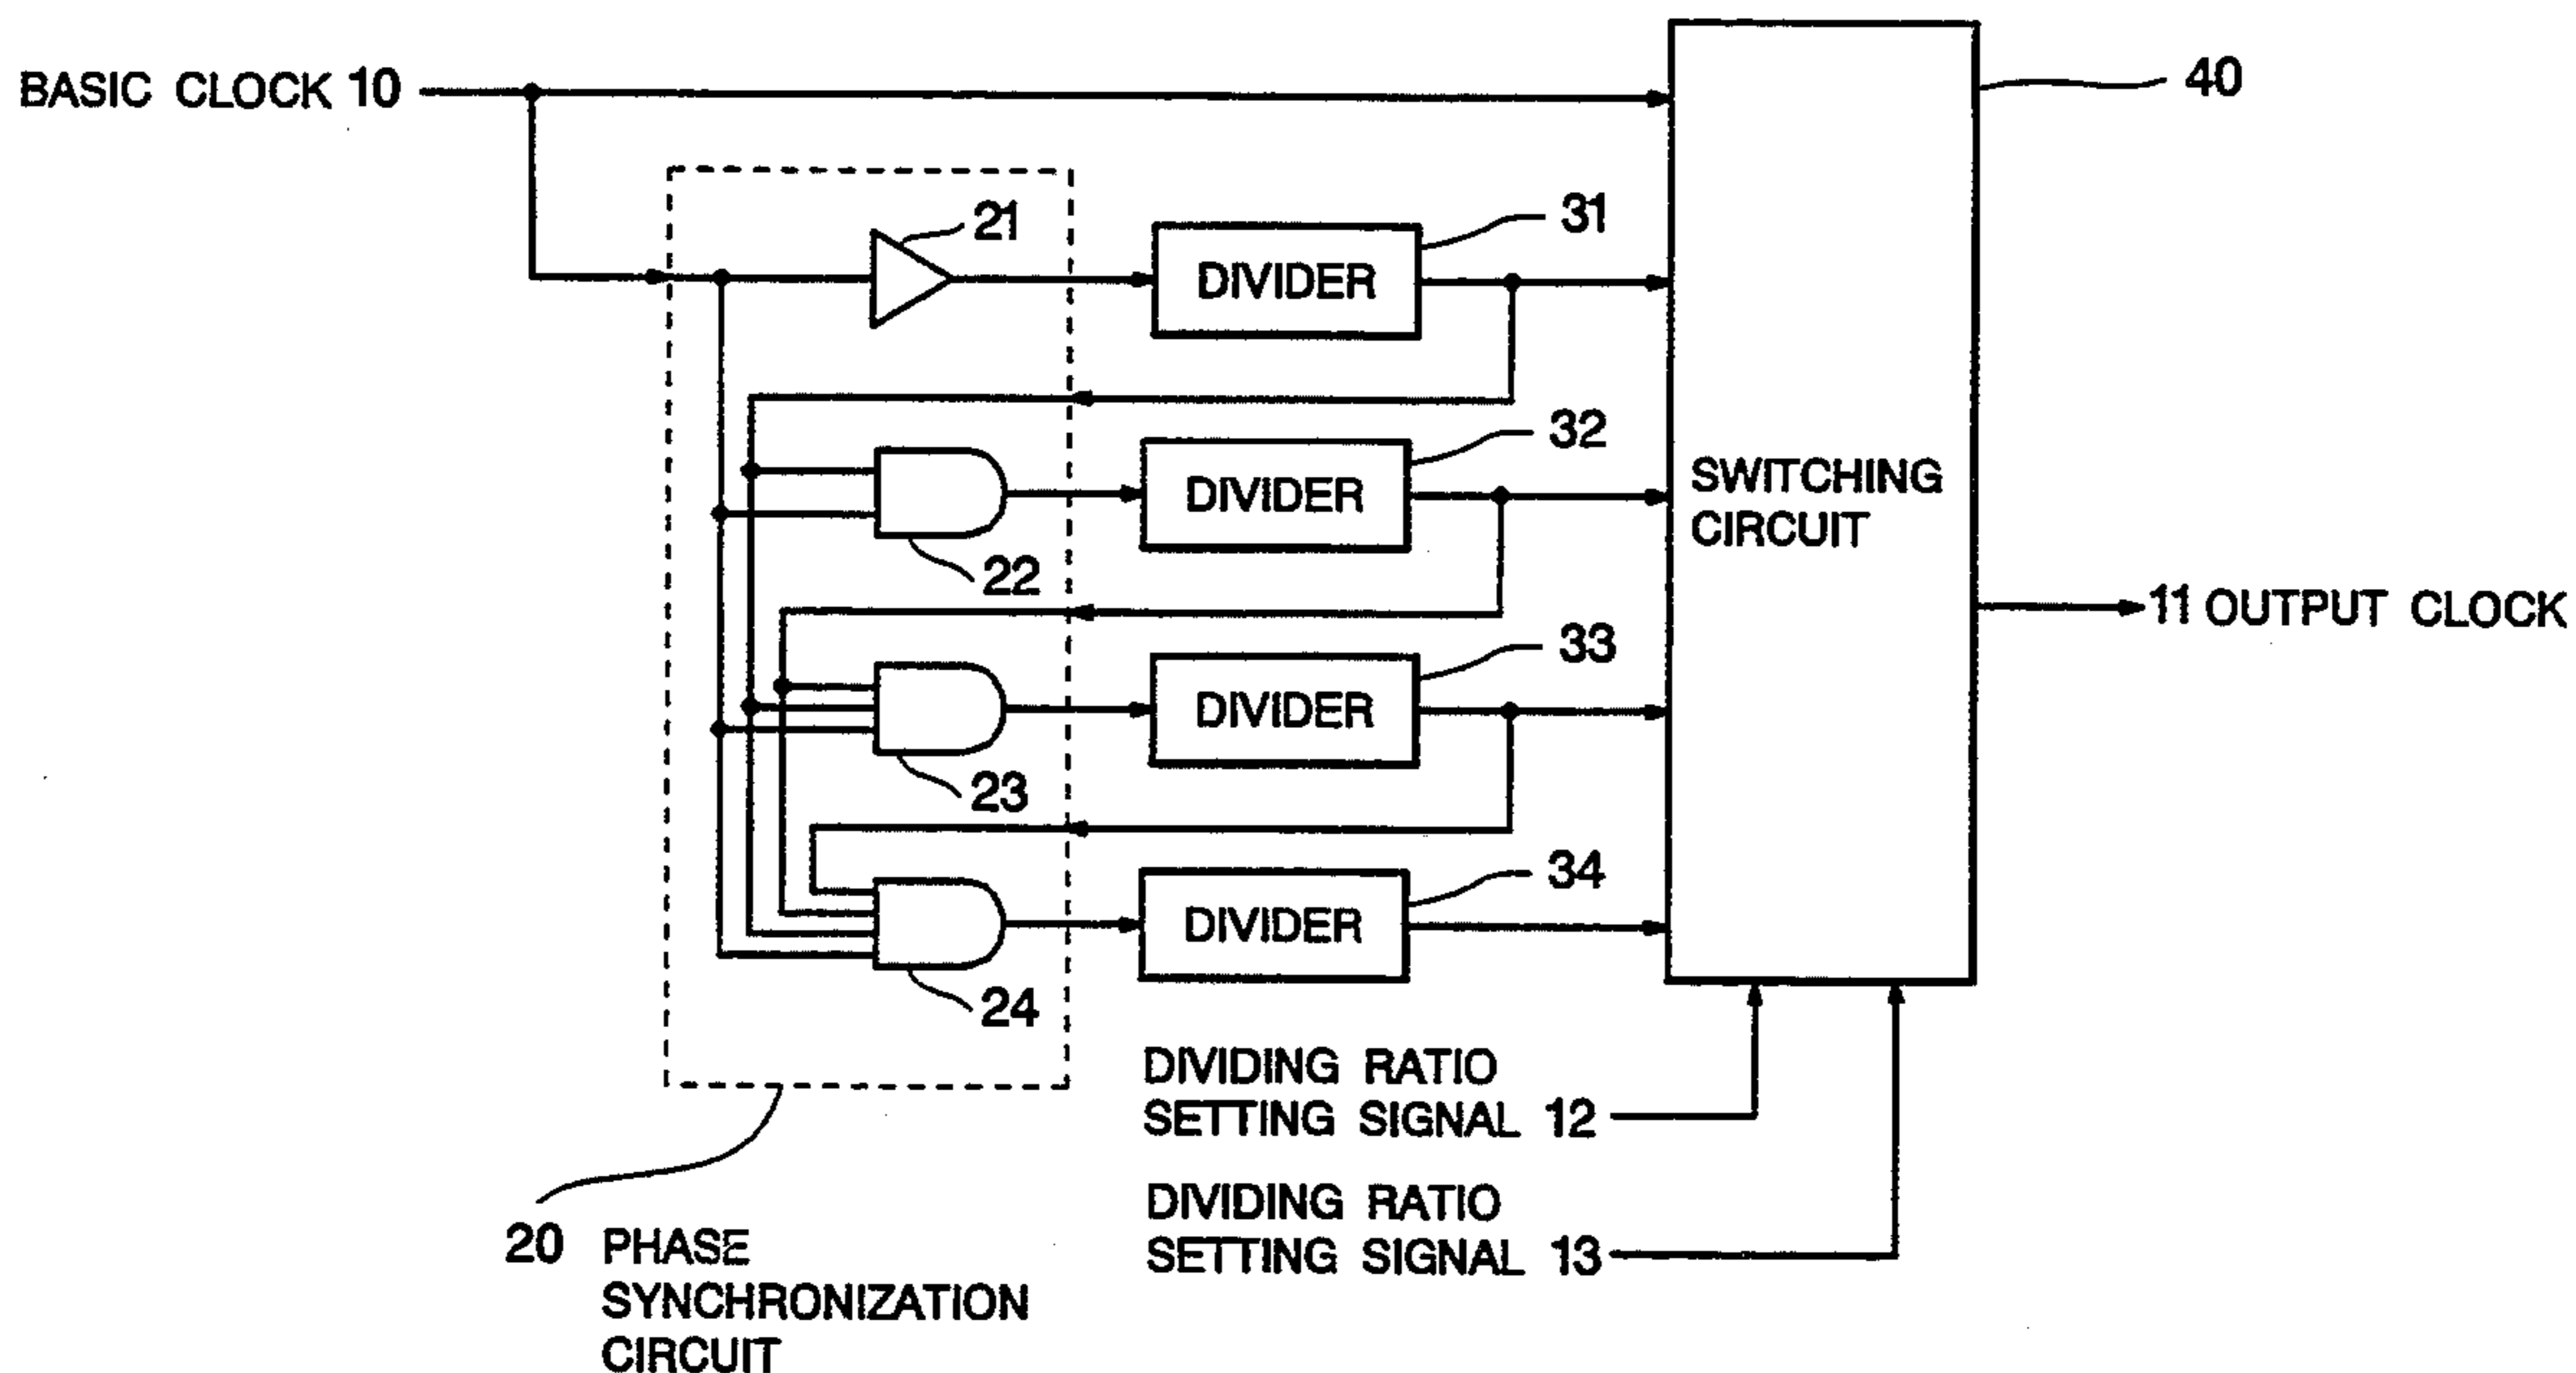 BASIC CLOCK 10
40
21
DIVIDER
31
DIVIDER
32
22
SWITCHING
CIRCUIT
11 OUTPUT CLOCK
DIVIDER
33
23
DIVIDER
34
24
DIVIDING RATIO
SETTING SIGNAL 12
DIVIDING RATIO
SETTING SIGNAL 13
20 PHASE
SYNCHRONIZATION
CIRCUIT